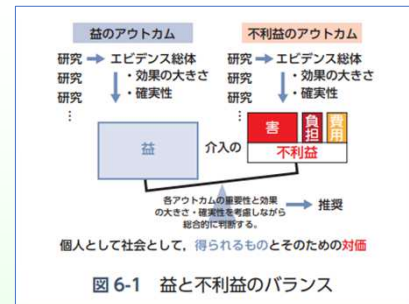 益のアウトカム
不利益のアウトカム
研究 エビデンス総体
研究 ・効果の大きさ
研究 ・確実性
⋮
研究 エビデンス総体
研究 ・効果の大きさ
研究 ・確実性
⋮
益
介入の
害
負担
費用
不利益
各アウトカムの重要性と効果
の大きさ・確実性を考慮しながら
総合的に判断する。
推奨
個人として社会として，得られるものとそのための対価
図 6-1 益と不利益のバランス